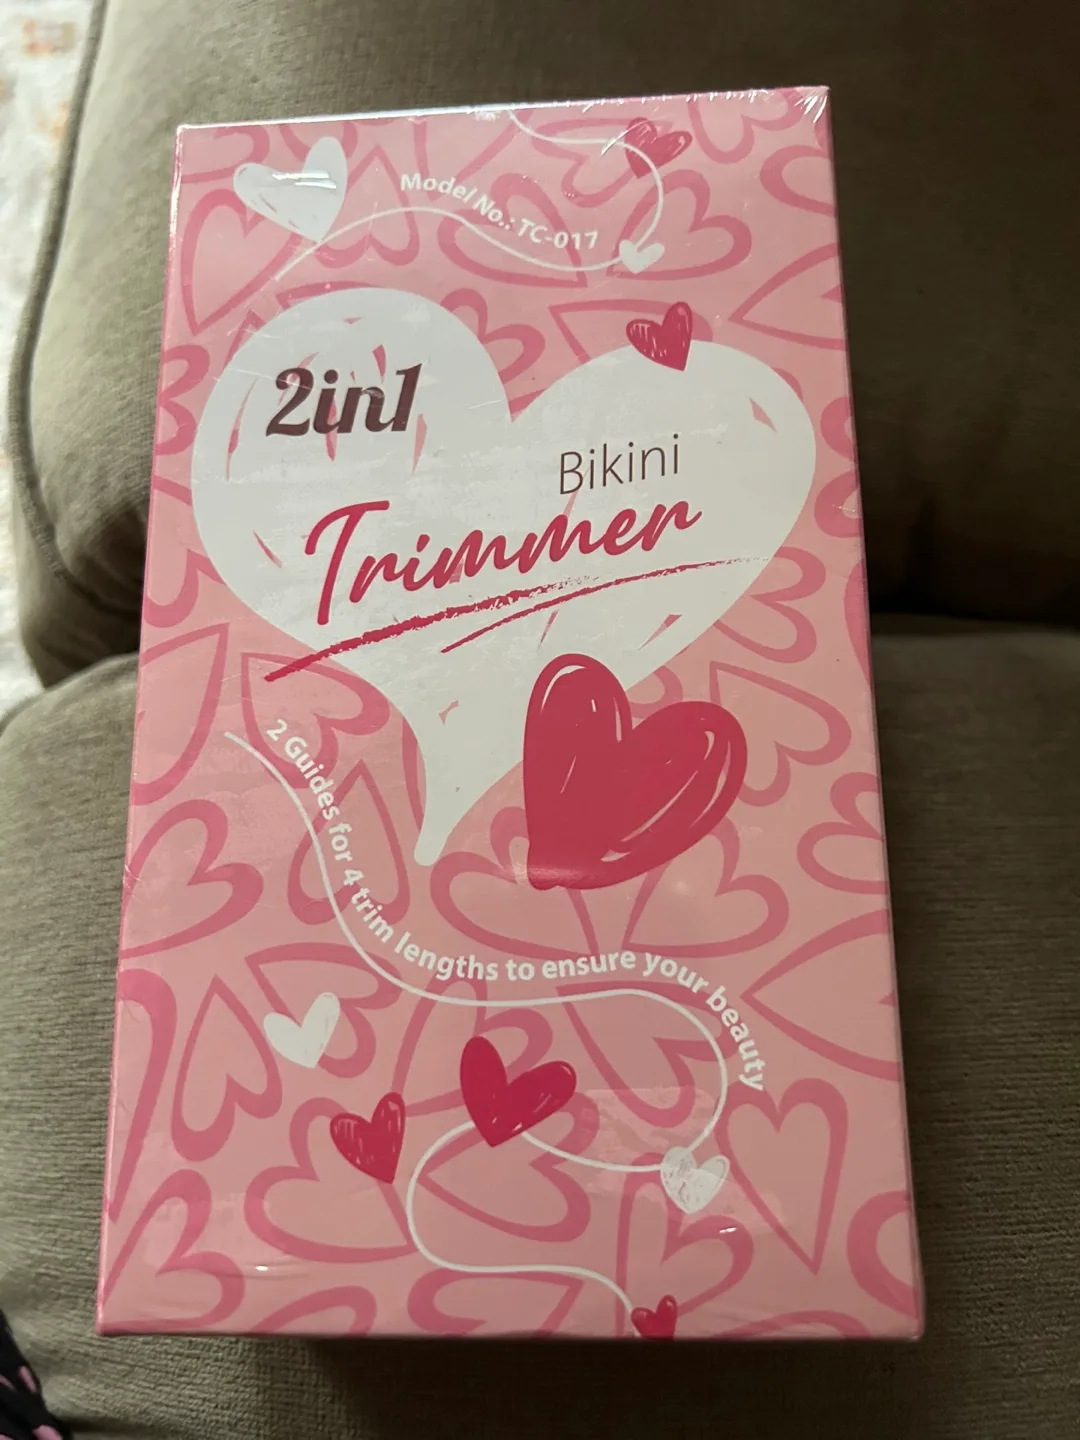 Model No.: TC-017
2in1
Bikini
Trimmer
2 Guides for 4 trim lengths to ensure your beauty